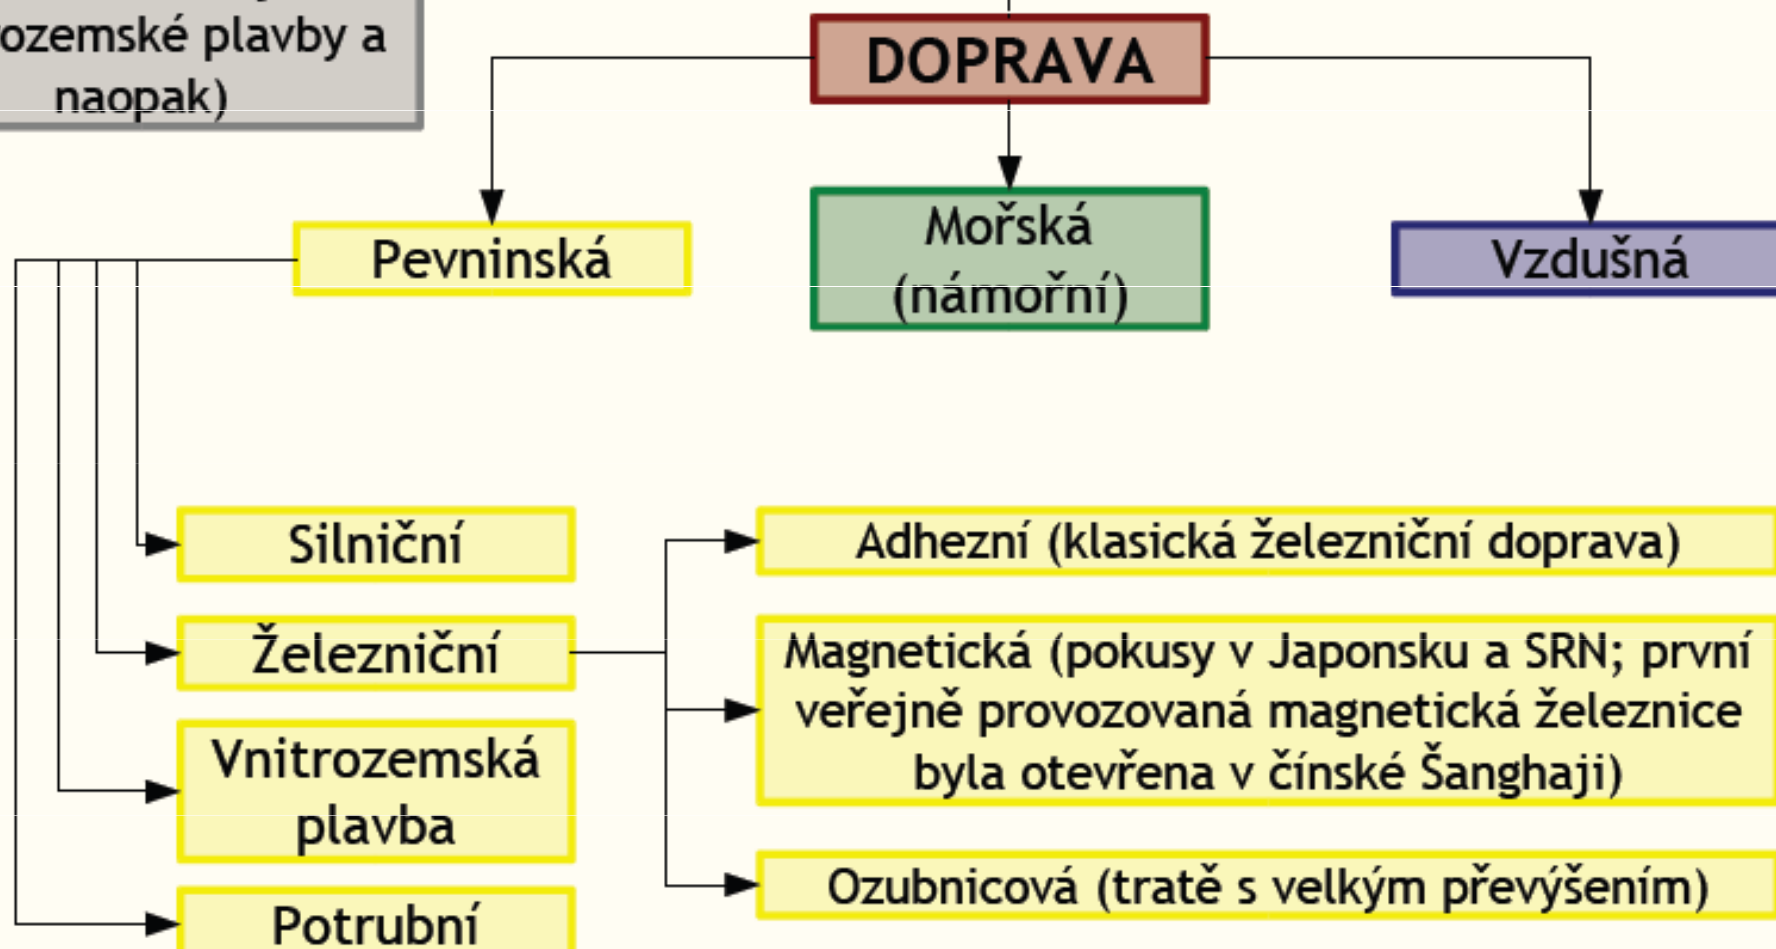 plavby a
naopak)
DOPRAVA
Pevninská
Mořská
(námořní)
Vzdušná
Silniční
Železniční
Vnitrozemská
plavba
Potrubní
Adhezní (klasická železniční doprava)
Magnetická (pokusy v Japonsku a SRN; první
veřejně provozovaná magnetická železnice
byla otevřena v čínské Šanghaji)
Ozubnicová (tratě s velkým převýšením)